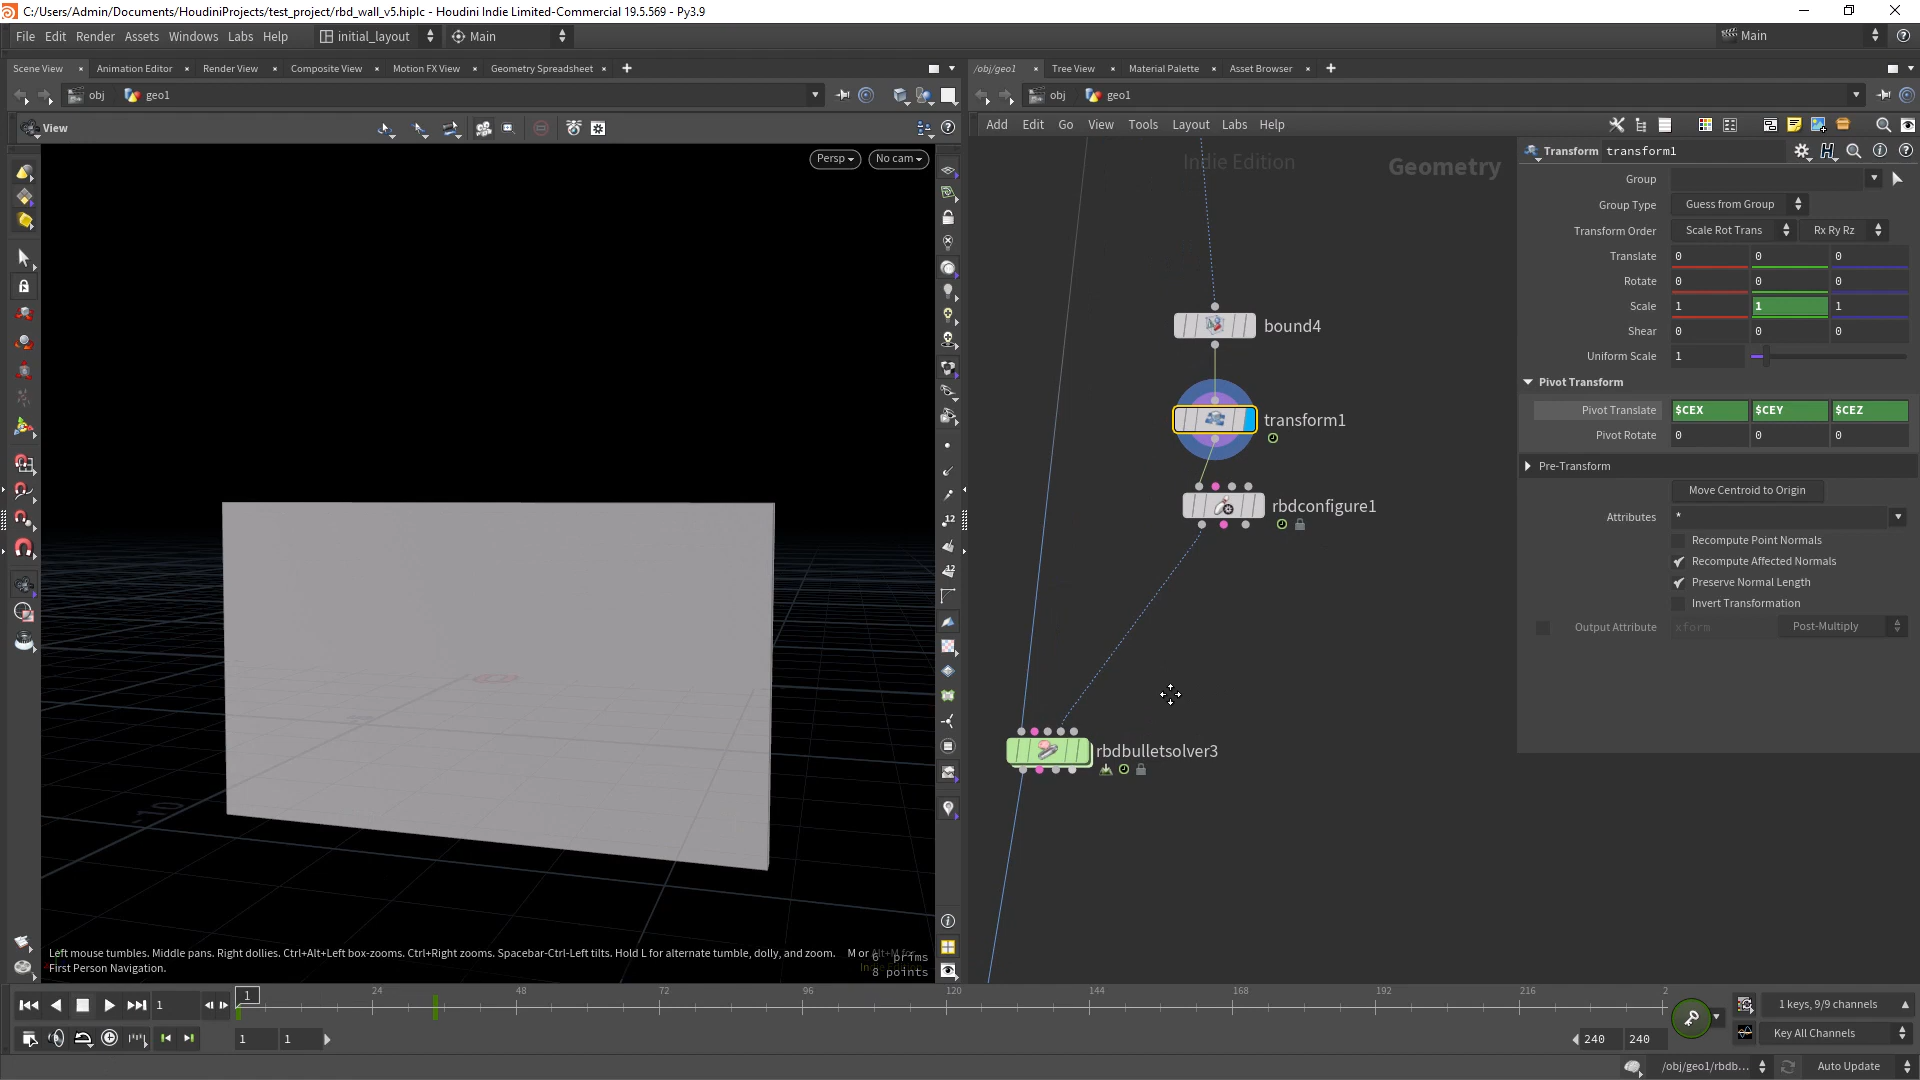 C:/Users/Admin/Documents/HoudiniProjects/test_project/rbd_wall_v5.hiplc - Houdini Indie Limited-Commercial 19.5.569 - Py3.9
File Edit Render Assets Windows Labs Help initial_layout Main Main
Scene View Animation Editor Render View Composite View Motion FX View Geometry Spreadsheet
/obj/geo1 Tree View Material Palette Asset Browser
obj geo1
obj geo1
View
Add Edit Go View Tools Layout Labs Help
Persp No cam
Indie Edition
Geometry
Transform transform1
Group
Group Type Guess from Group
Transform Order Scale Rot Trans Rx Ry Rz
Translate 0 0 0
Rotate 0 0 0
Scale 1 1 1
Shear 0 0 0
Uniform Scale 1
Pivot Transform
Pivot Translate $CEX $CEY $CEZ
Pivot Rotate 0 0 0
Pre-Transform
Move Centroid to Origin
Attributes *
Recompute Point Normals
Recompute Affected Normals
Preserve Normal Length
Invert Transformation
Output Attribute xform Post-Multiply
bound4
transform1
rbdconfigure1
rbdbulletsolver3
12
12
Left mouse tumbles. Middle pans. Right dollies. Ctrl+Alt+Left box-zooms. Ctrl+Right zooms. Spacebar-Ctrl-Left tilts. Hold L for alternate tumble, dolly, and zoom. M or Alt+M for
First Person Navigation.
6 prims
8 points
1 1 24 48 72 96 120 144 168 192 216 2
1 keys, 9/9 channels
1 1 240 240 Key All Channels
/obj/geo1/rbdb... Auto Update